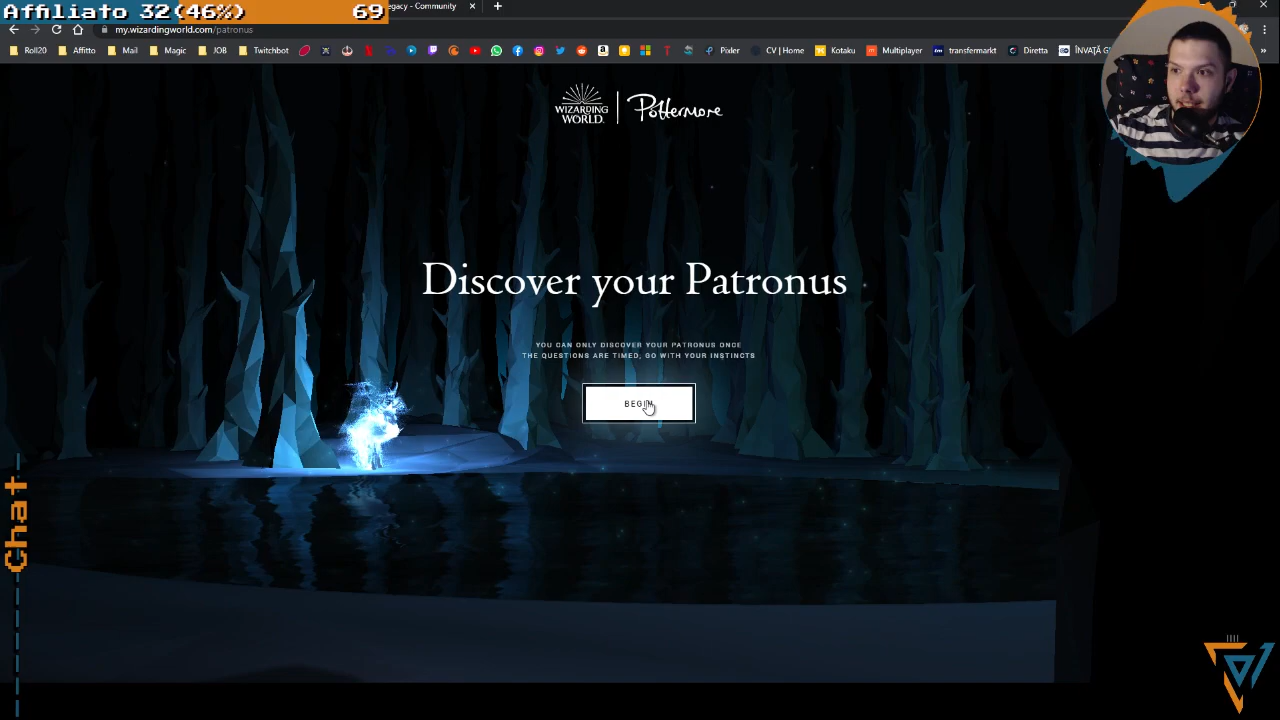 Affiliato 32(46%) 69
egacy - Community
my.wizardingworld.com/patronus
Roll20 Affitto Mail Magic JOB Twitchbot Pixler CV | Home Kotaku Multiplayer transfermarkt Diretta ÎNVAŢĂ
WIZARDING WORLD. Pottermore
Discover your Patronus
YOU CAN ONLY DISCOVER YOUR PATRONUS ONCE
THE QUESTIONS ARE TIMED, GO WITH YOUR INSTINCTS
BEGIN
Chat